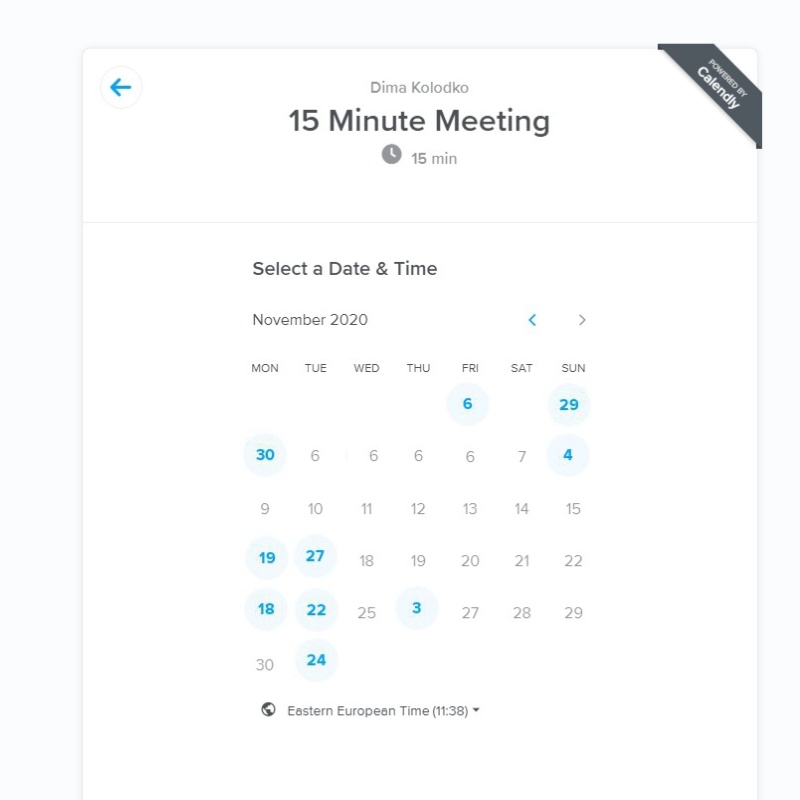 POWERED BY
Calendly
Dima Kolodko
15 Minute Meeting
15 min
Select a Date & Time
November 2020
MON TUE WED THU FRI SAT SUN
6 29
30 6 6 6 6 7 4
9 10 11 12 13 14 15
19 27 18 19 20 21 22
18 22 25 3 27 28 29
30 24
Eastern European Time (11:38)